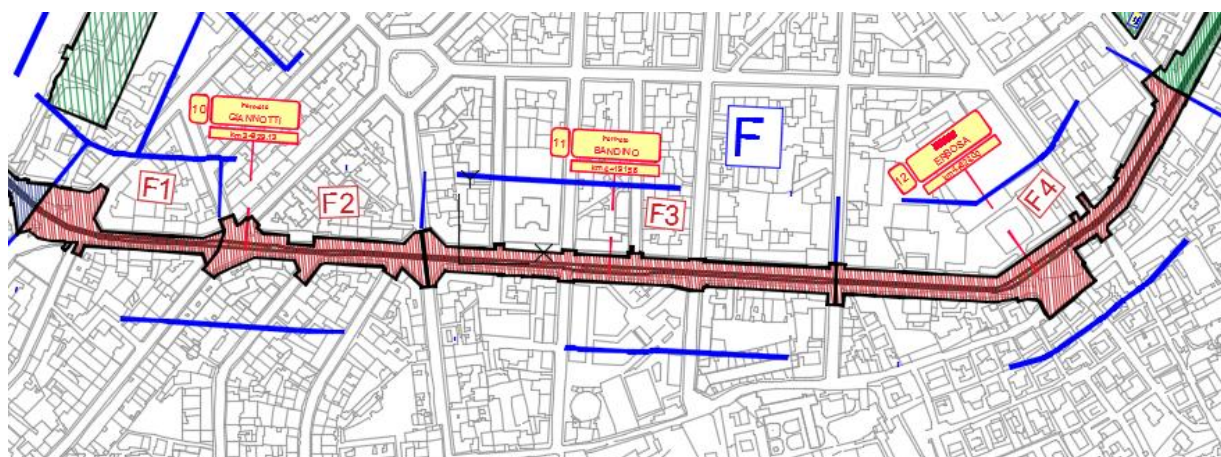 10
Fermata
GIANNOTTI
11
Fermata
BANDINO
F
12
ERBOSA
F1
F2
F3
F4